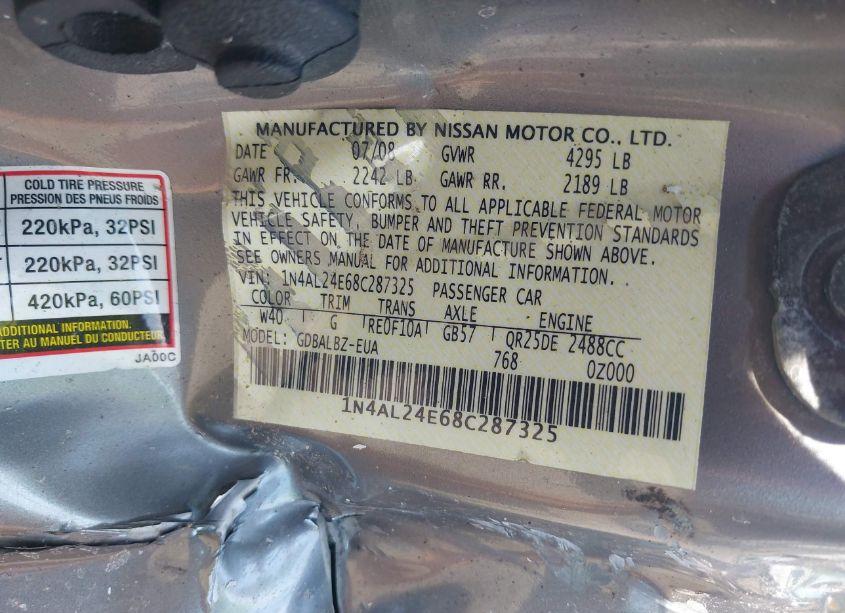 COLD TIRE PRESSURE
PRESSION DES PNEUS FROIDS
220kPa, 32PSI
220kPa, 32PSI
420kPa, 60PSI
ADDITIONAL INFORMATION.
TER AU MANUEL DU CONDUCTEUR.
JA00C
MANUFACTURED BY NISSAN MOTOR CO., LTD.
DATE 07/08 GVWR 4295 LB
GAWR FR. 2242 LB GAWR RR. 2189 LB
THIS VEHICLE CONFORMS TO ALL APPLICABLE FEDERAL MOTOR
VEHICLE SAFETY, BUMPER AND THEFT PREVENTION STANDARDS
IN EFFECT ON THE DATE OF MANUFACTURE SHOWN ABOVE.
SEE OWNERS MANUAL FOR ADDITIONAL INFORMATION.
VIN: 1N4AL24E68C287325 PASSENGER CAR
COLOR TRIM TRANS AXLE ENGINE
W40 G RE0F10A GB57 QR25DE 2488CC
MODEL: GDBALBZ-EUA 768 0Z000
1N4AL24E68C287325